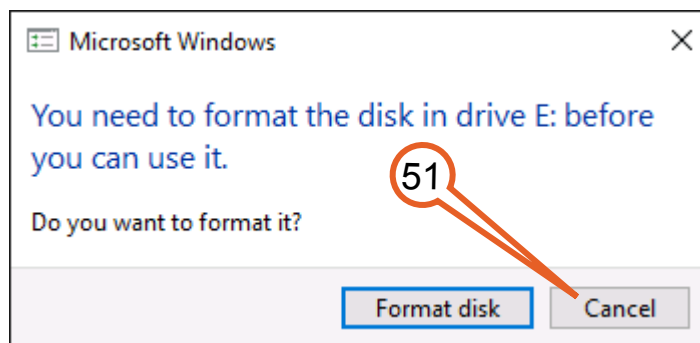 Microsoft Windows
You need to format the disk in drive E: before
you can use it.
51
Do you want to format it?
Format disk
Cancel